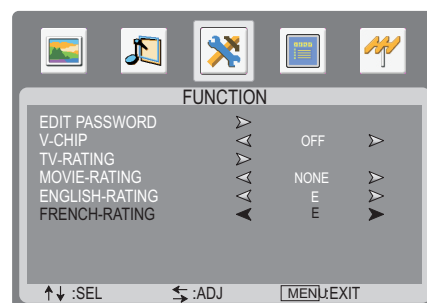 FUNCTION
EDIT PASSWORD
V-CHIP OFF
TV-RATING
MOVIE-RATING NONE
ENGLISH-RATING E
FRENCH-RATING E
:SEL :ADJ MENU:EXIT